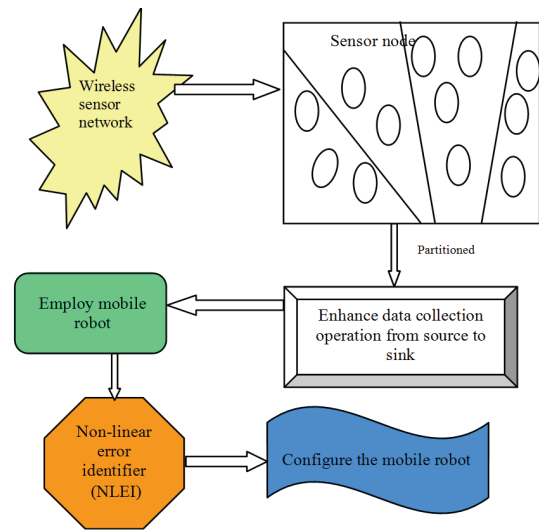 Wireless
sensor
network
Sensor node
Partitioned
Enhance data collection
operation from source to
sink
Employ mobile
robot
Non-linear
error
identifier
(NLEI)
Configure the mobile robot